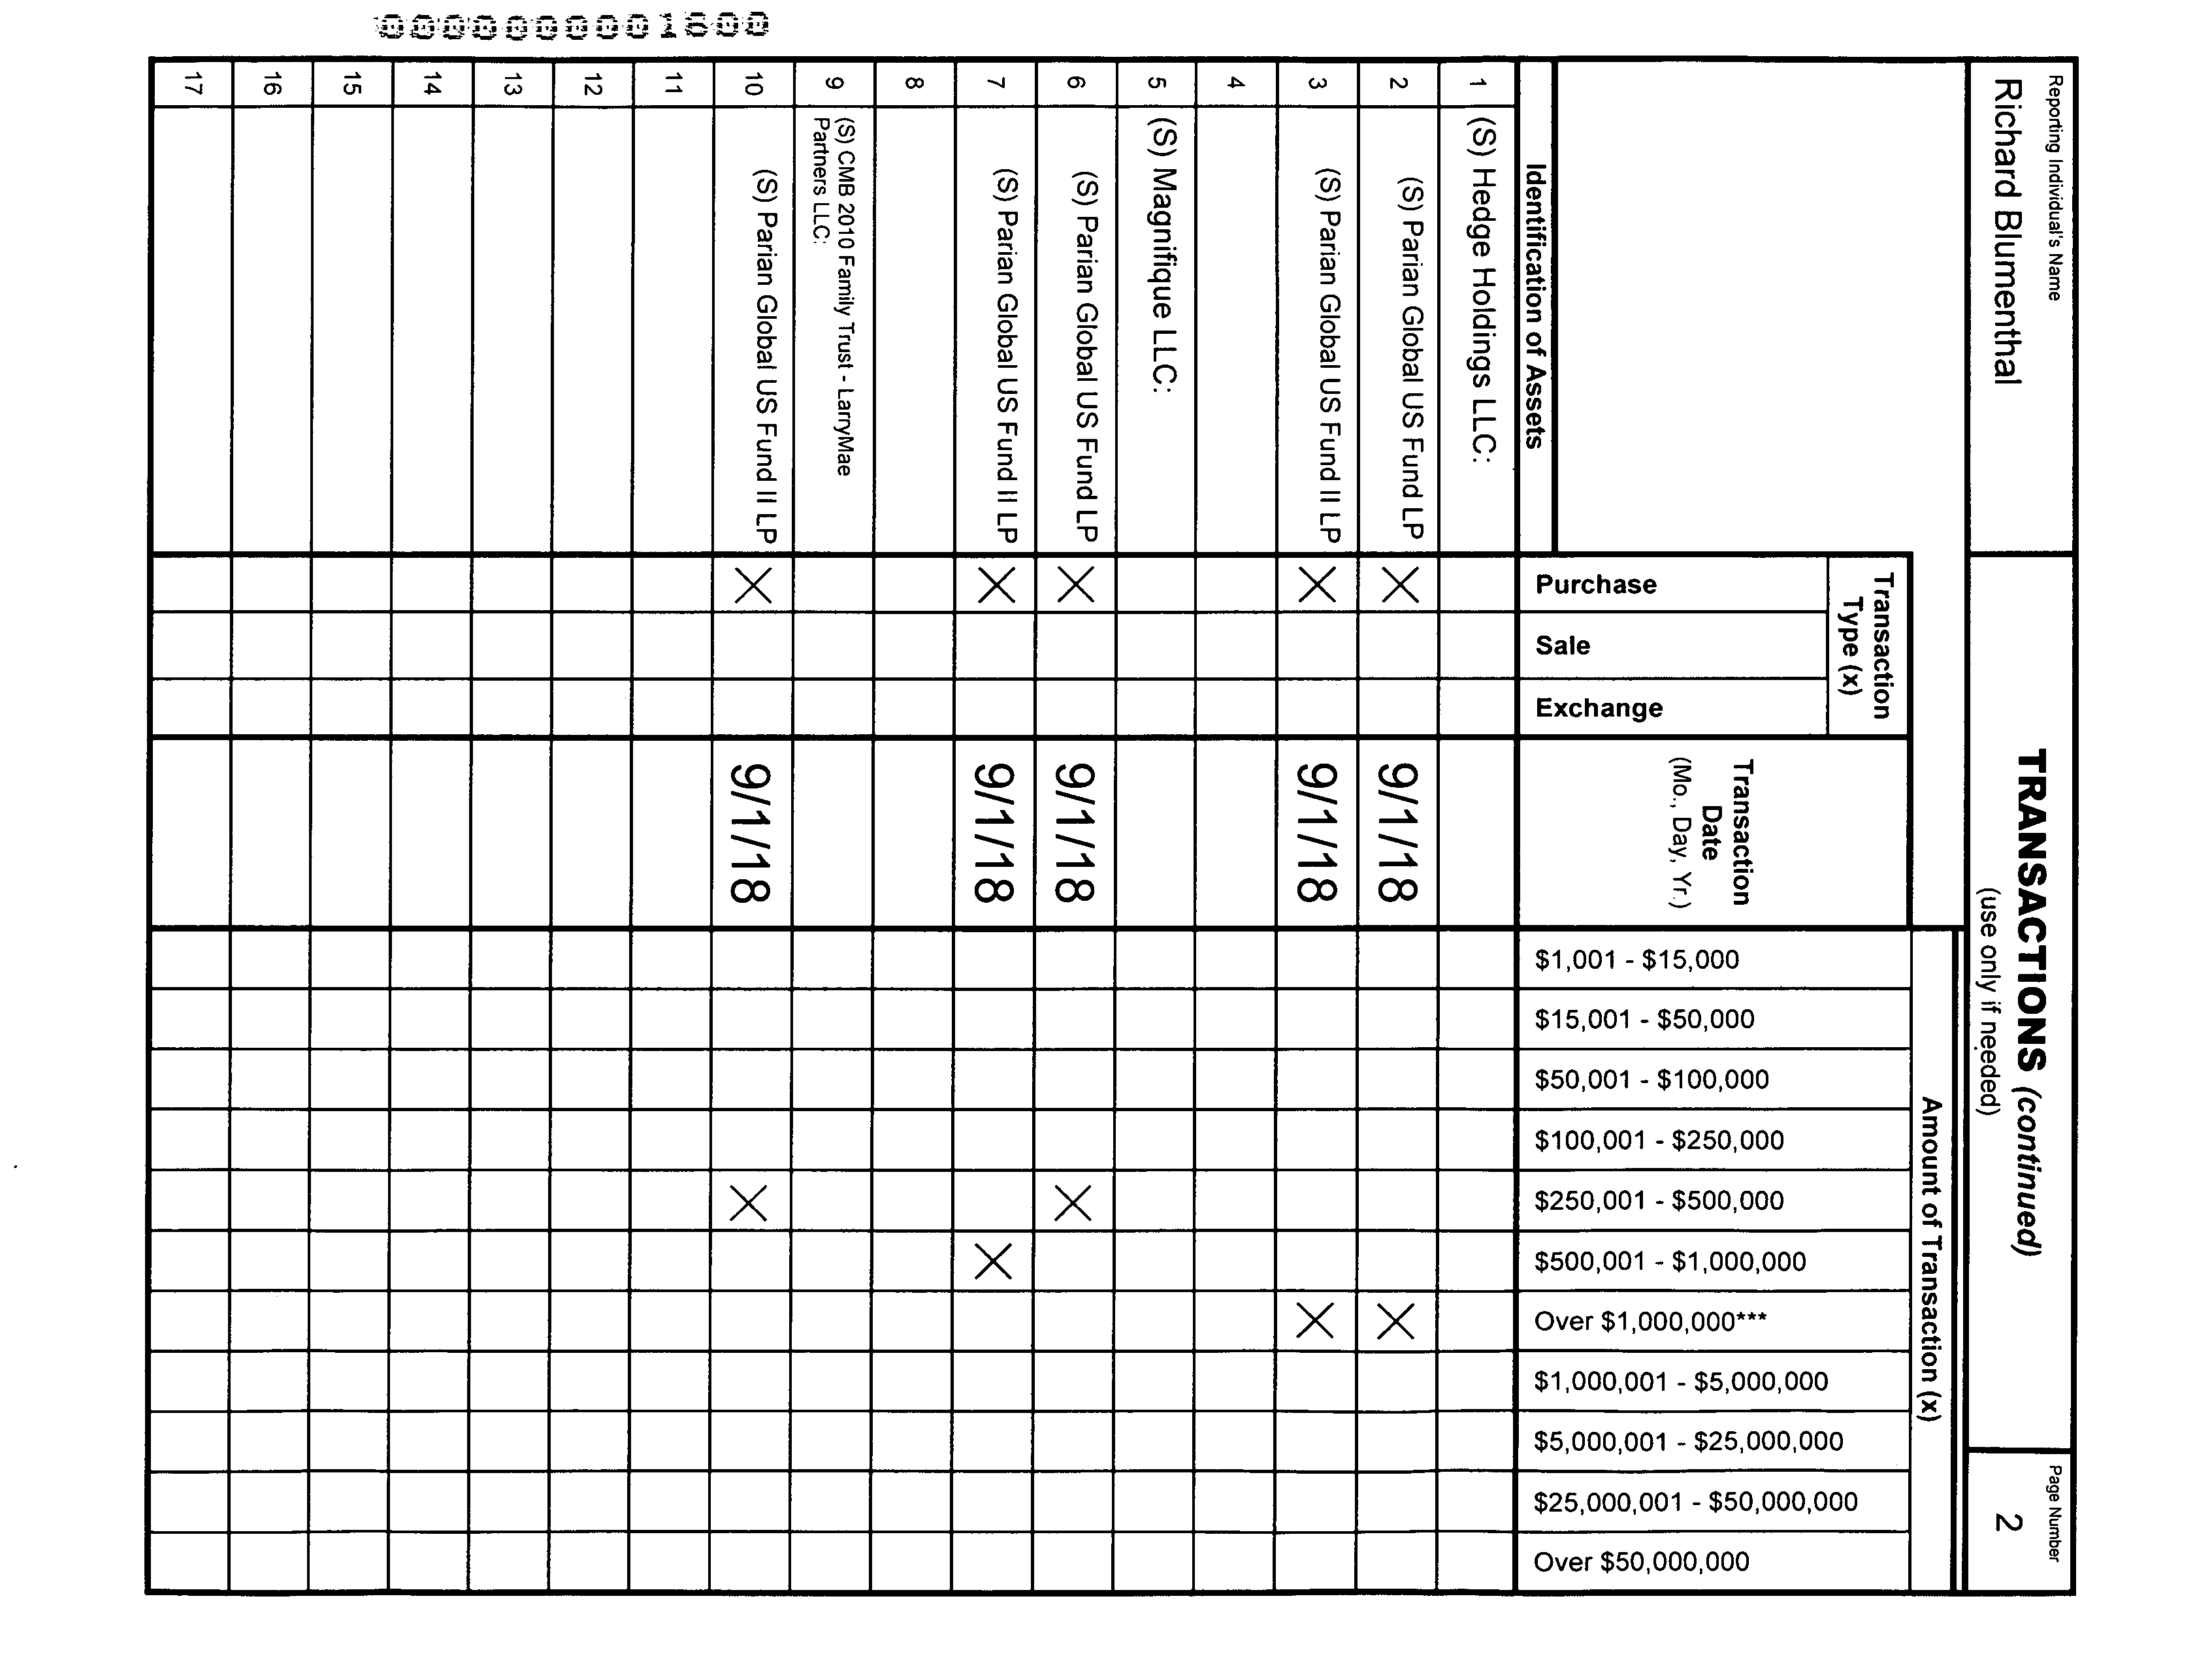 Reporting Individual's Name
Richard Blumenthal
TRANSACTIONS (continued)
(use only if needed)
Page Number
2
Transaction
Type (x)
Amount of Transaction (x)
Identification of Assets
Purchase
Sale
Exchange
Transaction
Date
(Mo., Day, Yr.)
$1,001 - $15,000
$15,001 - $50,000
$50,001 - $100,000
$100,001 - $250,000
$250,001 - $500,000
$500,001 - $1,000,000
Over $1,000,000***
$1,000,001 - $5,000,000
$5,000,001 - $25,000,000
$25,000,001 - $50,000,000
Over $50,000,000
1 (S) Hedge Holdings LLC:
2 (S) Parian Global US Fund LP X 9/1/18 X
3 (S) Parian Global US Fund II LP X 9/1/18 X
4
5 (S) Magnifique LLC:
6 (S) Parian Global US Fund LP X 9/1/18 X
7 (S) Parian Global US Fund II LP X 9/1/18 X
8
9 (S) CMB 2010 Family Trust - LarryMae
Partners LLC:
10 (S) Parian Global US Fund II LP X 9/1/18 X
11
12
13
14
15
16
17